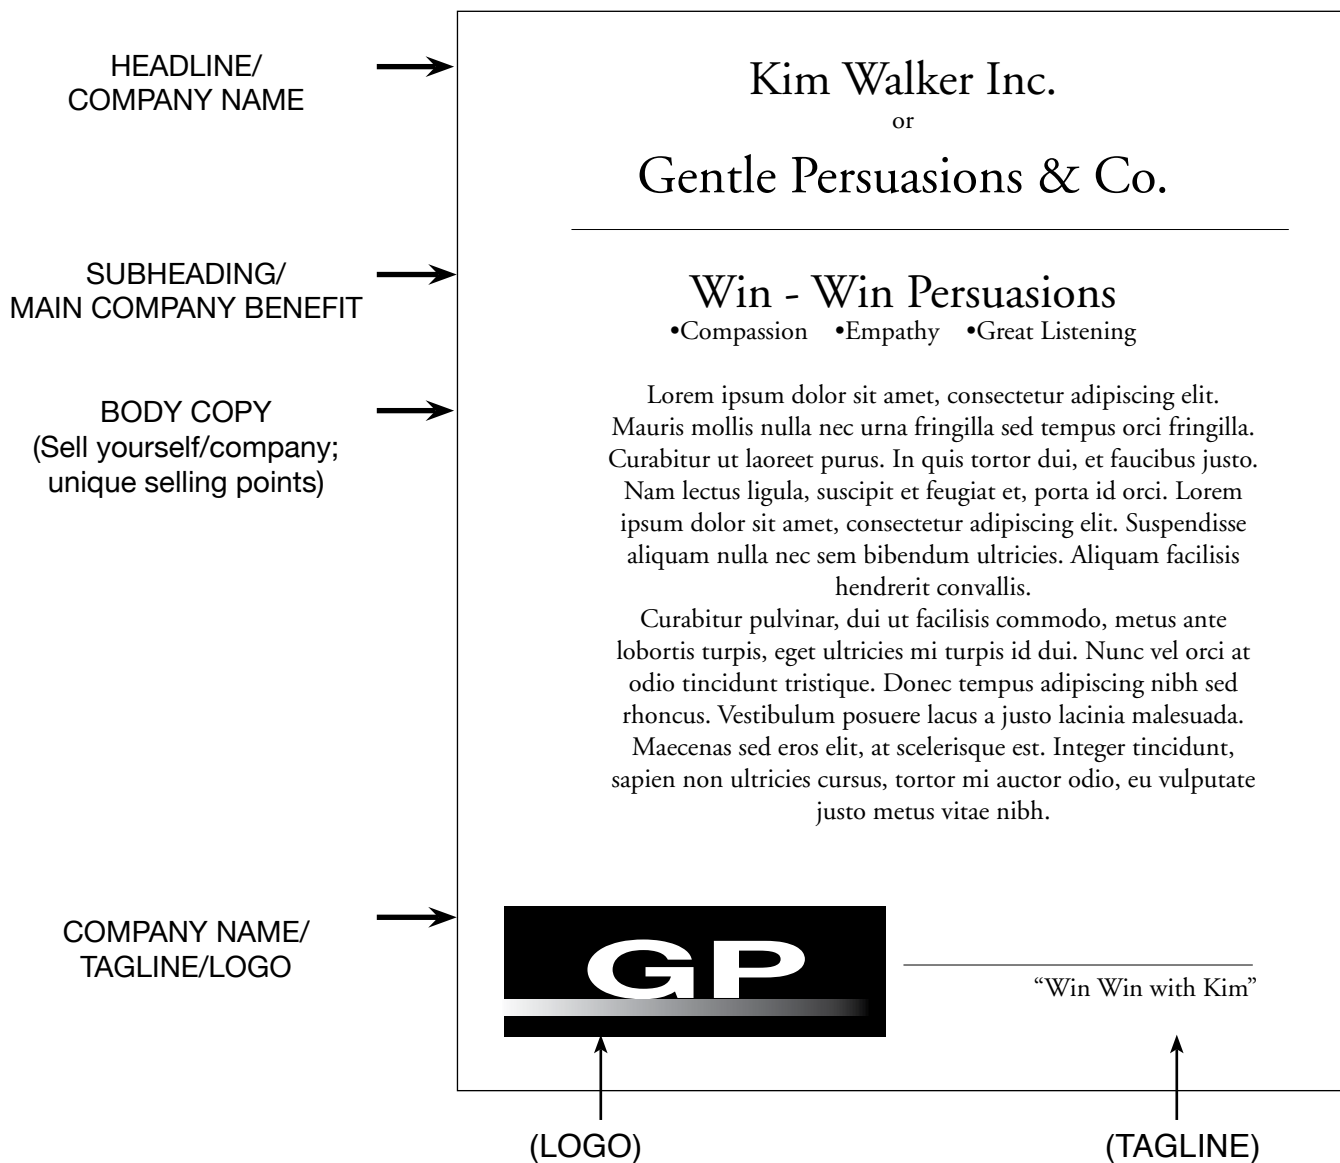 HEADLINE/
COMPANY NAME
Kim Walker Inc.
or
Gentle Persuasions & Co.
SUBHEADING/
MAIN COMPANY BENEFIT
Win - Win Persuasions
•Compassion •Empathy •Great Listening
BODY COPY
(Sell yourself/company;
unique selling points)
Lorem ipsum dolor sit amet, consectetur adipiscing elit.
Mauris mollis nulla nec urna fringilla sed tempus orci fringilla.
Curabitur ut laoreet purus. In quis tortor dui, et faucibus justo.
Nam lectus ligula, suscipit et feugiat et, porta id orci. Lorem
ipsum dolor sit amet, consectetur adipiscing elit. Suspendisse
aliquam nulla nec sem bibendum ultricies. Aliquam facilisis
hendrerit convallis.
Curabitur pulvinar, dui ut facilisis commodo, metus ante
lobortis turpis, eget ultricies mi turpis id dui. Nunc vel orci at
odio tincidunt tristique. Donec tempus adipiscing nibh sed
rhoncus. Vestibulum posuere lacus a justo lacinia malesuada.
Maecenas sed eros elit, at scelerisque est. Integer tincidunt,
sapien non ultricies cursus, tortor mi auctor odio, eu vulputate
justo metus vitae nibh.
COMPANY NAME/
TAGLINE/LOGO
GP
“Win Win with Kim”
(LOGO)
(TAGLINE)